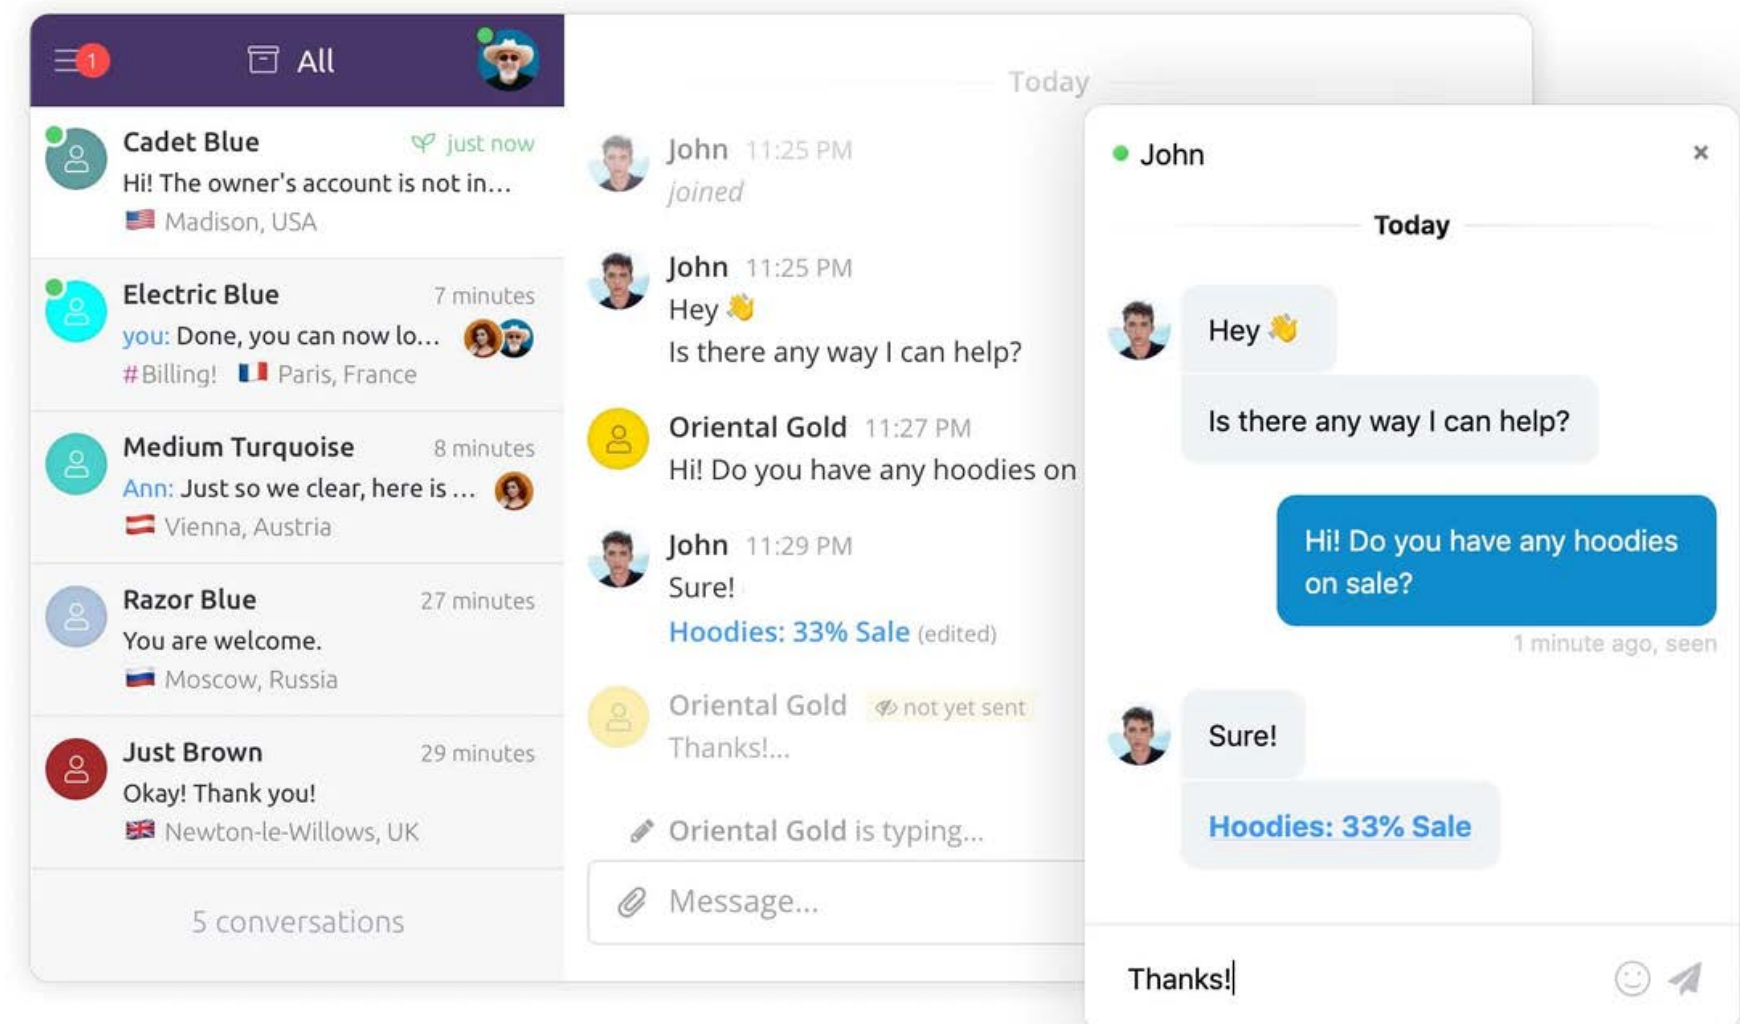 1
All
Cadet Blue just now
Hi! The owner's account is not in...
Madison, USA
Electric Blue 7 minutes
you: Done, you can now lo...
#Billing! Paris, France
Medium Turquoise 8 minutes
Ann: Just so we clear, here is ...
Vienna, Austria
Razor Blue 27 minutes
You are welcome.
Moscow, Russia
Just Brown 29 minutes
Okay! Thank you!
Newton-le-Willows, UK
5 conversations
Today
John 11:25 PM
joined
John 11:25 PM
Hey 👋
Is there any way I can help?
Oriental Gold 11:27 PM
Hi! Do you have any hoodies on
John 11:29 PM
Sure!
Hoodies: 33% Sale (edited)
Oriental Gold not yet sent
Thanks!...
Oriental Gold is typing...
Message...
John ×
Today
Hey 👋
Is there any way I can help?
Hi! Do you have any hoodies
on sale?
1 minute ago, seen
Sure!
Hoodies: 33% Sale
Thanks!